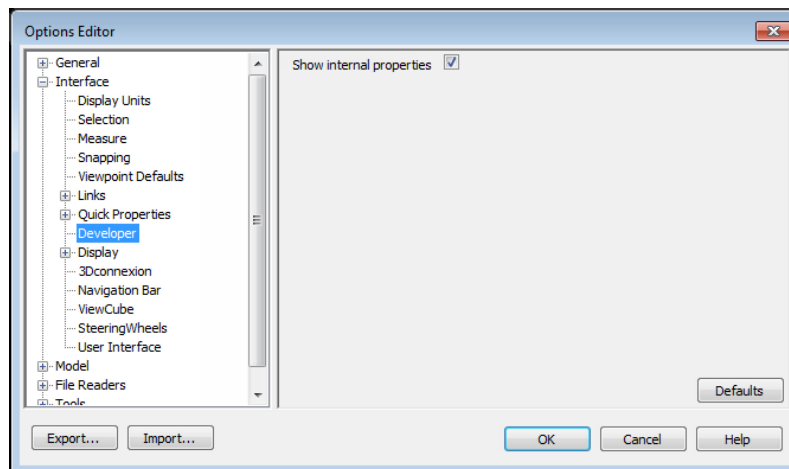 Options Editor
General
Interface
Display Units
Selection
Measure
Snapping
Viewpoint Defaults
Links
Quick Properties
Developer
Display
3Dconnexion
Navigation Bar
ViewCube
SteeringWheels
User Interface
Model
File Readers
Tools
Show internal properties
Defaults
Export... Import... OK Cancel Help